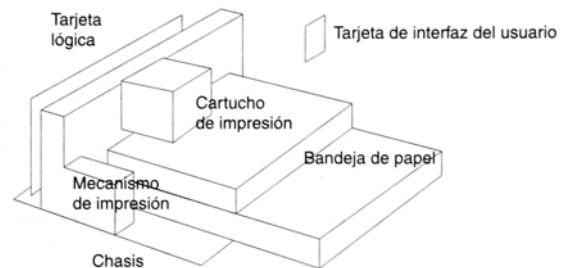 Tarjeta
lógica
Tarjeta de interfaz del usuario
Cartucho
de impresión
Bandeja de papel
Mecanismo
de impresión
Chasis